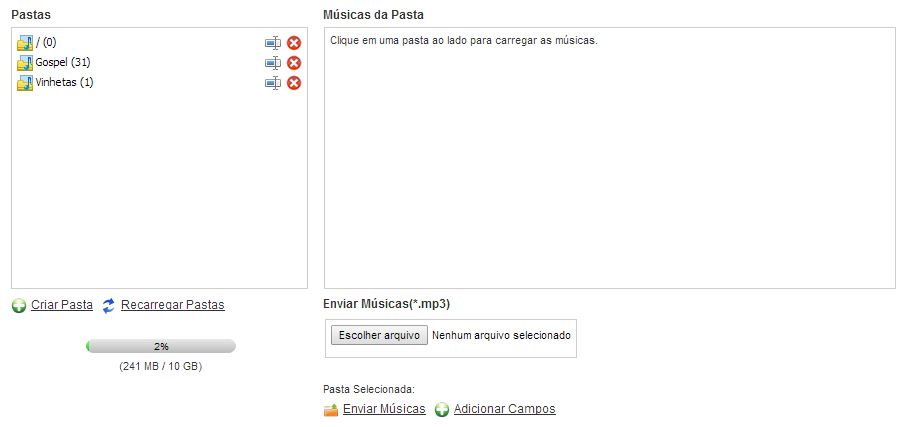 Pastas
/ (0)
Gospel (31)
Vinhetas (1)
Criar Pasta Recarregar Pastas
2%
(241 MB / 10 GB)
Músicas da Pasta
Clique em uma pasta ao lado para carregar as músicas.
Enviar Músicas(*.mp3)
Escolher arquivo Nenhum arquivo selecionado
Pasta Selecionada:
Enviar Músicas Adicionar Campos